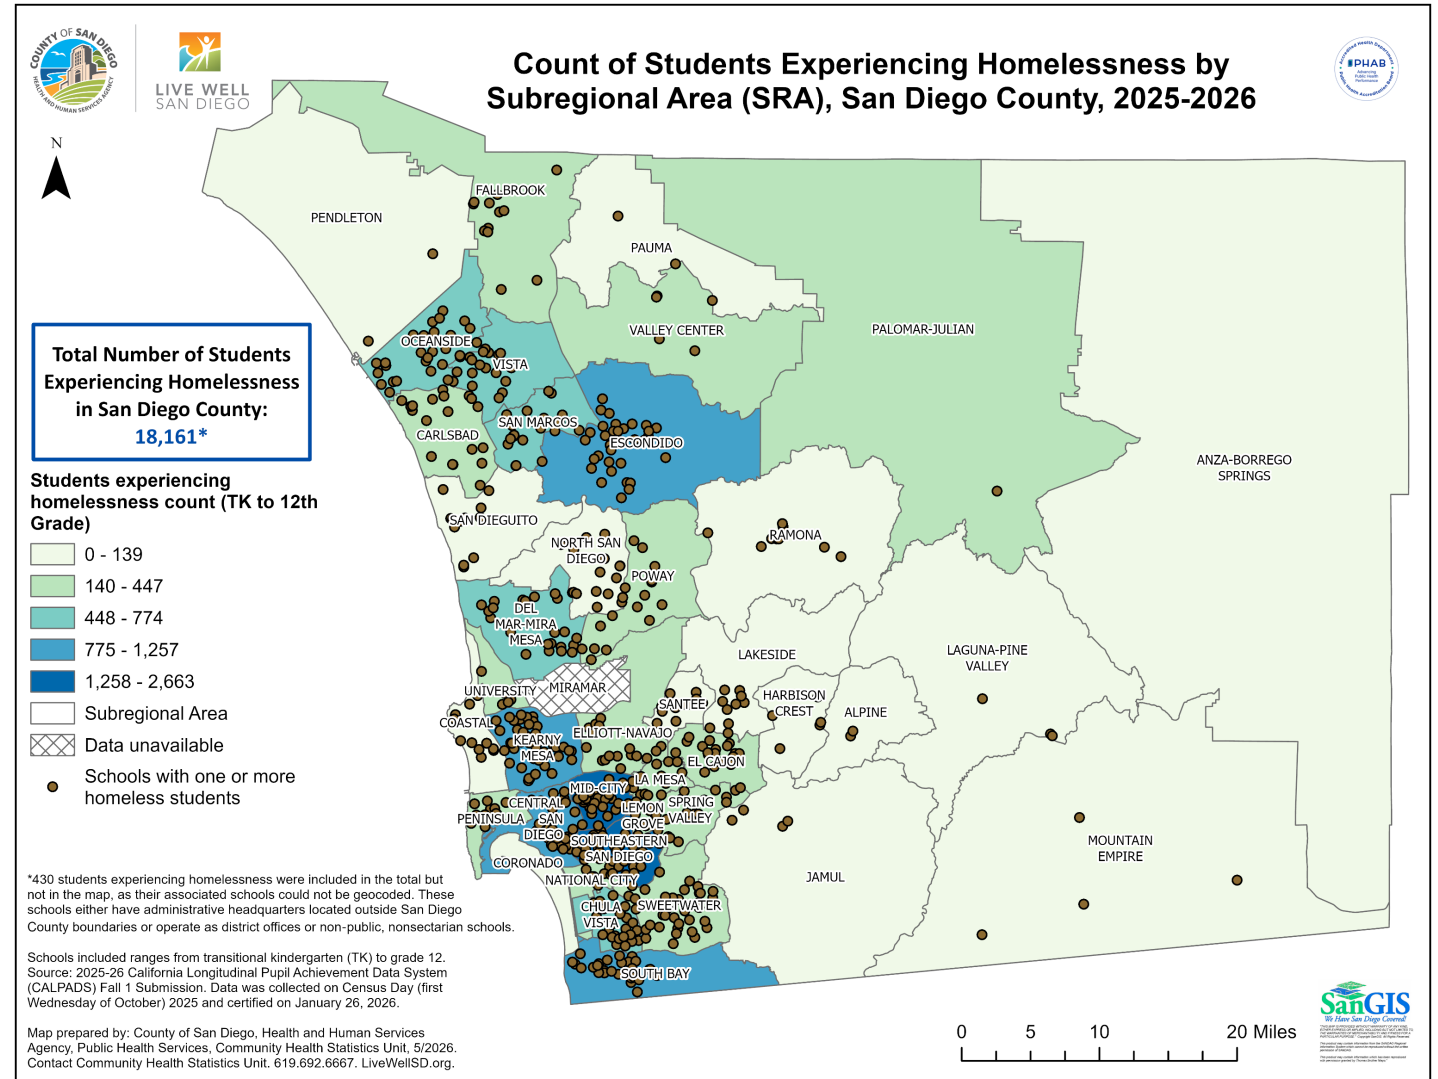 COUNTY OF SAN DIEGO
HEALTH AND HUMAN SERVICES AGENCY
LIVE WELL
SAN DIEGO
Count of Students Experiencing Homelessness by
Subregional Area (SRA), San Diego County, 2025-2026
PHAB
Advancing
Public Health
Performance
N
Total Number of Students
Experiencing Homelessness
in San Diego County:
18,161*
Students experiencing
homelessness count (TK to 12th
Grade)
0 - 139
140 - 447
448 - 774
775 - 1,257
1,258 - 2,663
Subregional Area
Data unavailable
Schools with one or more
homeless students
PENDLETON
FALLBROOK
PAUMA
VALLEY CENTER
PALOMAR-JULIAN
OCEANSIDE
VISTA
SAN MARCOS
CARLSBAD
ESCONDIDO
ANZA-BORREGO
SPRINGS
SAN DIEGUITO
NORTH SAN
DIEGO
POWAY
RAMONA
DEL
MAR-MIRA
MESA
LAKESIDE
LAGUNA-PINE
VALLEY
UNIVERSITY
MIRAMAR
SANTEE
HARBISON
CREST
ALPINE
COASTAL
KEARNY
MESA
ELLIOTT-NAVAJO
EL CAJON
MID-CITY
LA MESA
CENTRAL
SAN
DIEGO
LEMON
GROVE
SPRING
VALLEY
PENINSULA
SOUTHEASTERN
SAN DIEGO
CORONADO
NATIONAL CITY
JAMUL
MOUNTAIN
EMPIRE
CHULA
VISTA
SWEETWATER
SOUTH BAY
*430 students experiencing homelessness were included in the total but
not in the map, as their associated schools could not be geocoded. These
schools either have administrative headquarters located outside San Diego
County boundaries or operate as district offices or non-public, nonsectarian schools.
Schools included ranges from transitional kindergarten (TK) to grade 12.
Source: 2025-26 California Longitudinal Pupil Achievement Data System
(CALPADS) Fall 1 Submission. Data was collected on Census Day (first
Wednesday of October) 2025 and certified on January 26, 2026.
Map prepared by: County of San Diego, Health and Human Services
Agency, Public Health Services, Community Health Statistics Unit, 5/2026.
Contact Community Health Statistics Unit. 619.692.6667. LiveWellSD.org.
0 5 10 20 Miles
SanGIS
We Have San Diego Covered!